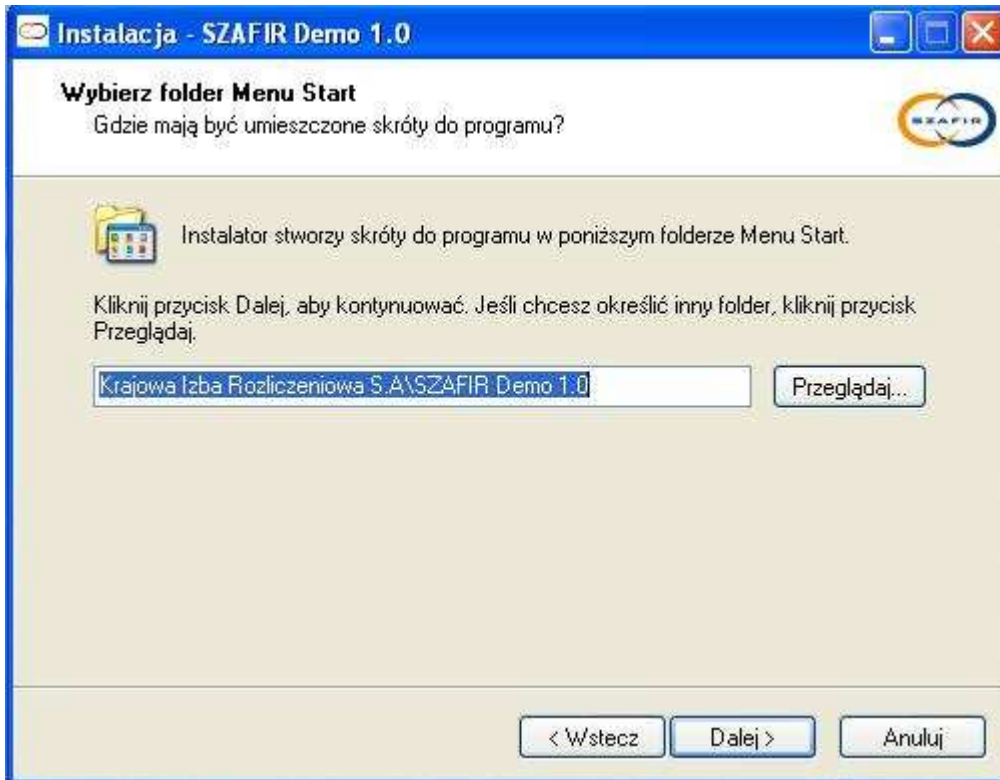 Instalacja - SZAFIR Demo 1.0
Wybierz folder Menu Start
Gdzie mają być umieszczone skróty do programu?
SZAFIR
Instalator stworzy skróty do programu w poniższym folderze Menu Start.
Kliknij przycisk Dalej, aby kontynuować. Jeśli chcesz określić inny folder, kliknij przycisk
Przeglądaj.
Krajowa Izba Rozliczeniowa S.A\SZAFIR Demo 1.0
Przeglądaj...
< Wstecz
Dalej >
Anuluj